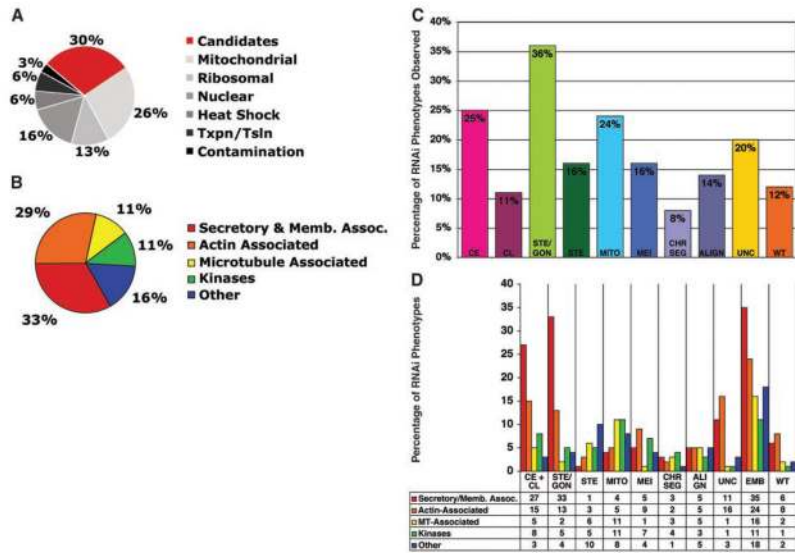 A
30%
3%
6%
6%
16%
13%
26%
Candidates
Mitochondrial
Ribosomal
Nuclear
Heat Shock
Txpn/Tsln
Contamination
B
29%
11%
11%
16%
33%
Secretory & Memb. Assoc.
Actin Associated
Microtubule Associated
Kinases
Other
C
Percentage of RNAi Phenotypes Observed
40%
35%
30%
25%
20%
15%
10%
5%
0%
25% 11% 36% 16% 24% 16% 8% 14% 20% 12%
CE CL STE/ GON STE MITO MEI CHR SEG ALIGN UNC WT
D
Percentage of RNAi Phenotypes
40
35
30
25
20
15
10
5
0
CE + CL STE/ GON STE MITO MEI CHR SEG ALI GN UNC EMB WT
Secretory/Memb. Assoc. 27 33 1 4 5 3 5 11 35 6
Actin-Associated 15 13 3 5 9 2 5 16 24 8
MT-Associated 5 2 6 11 1 3 5 1 16 2
Kinases 8 5 5 11 7 4 3 1 11 1
Other 3 4 10 8 4 1 5 3 18 2